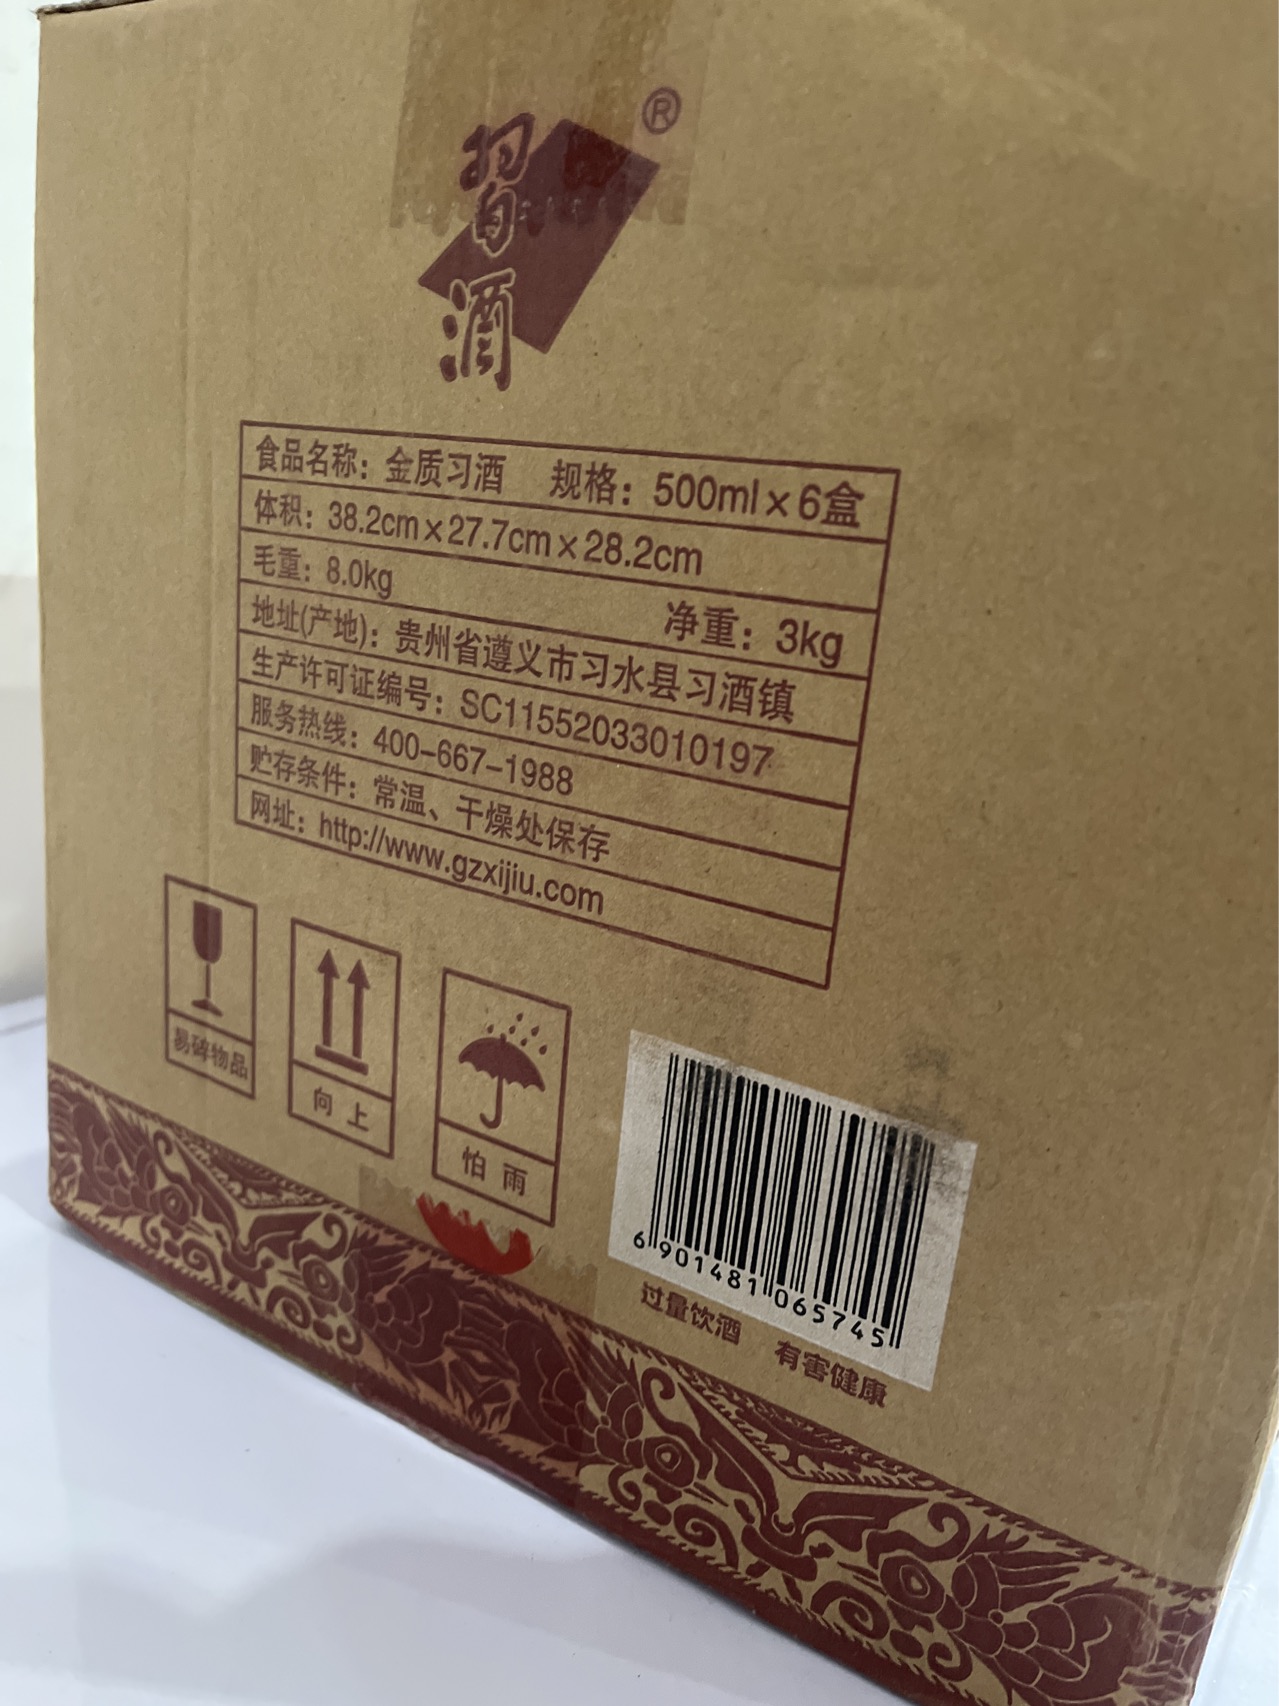 習酒
®
食品名称：金质习酒 规格：500ml×6盒
体积：38.2cm×27.7cm×28.2cm
毛重：8.0kg 净重：3kg
地址(产地)：贵州省遵义市习水县习酒镇
生产许可证编号：SC11552033010197
服务热线：400-667-1988
贮存条件：常温、干燥处保存
网址：http://www.gzxijiu.com
易碎物品
向上
怕雨
6 901481 065745
过量饮酒 有害健康